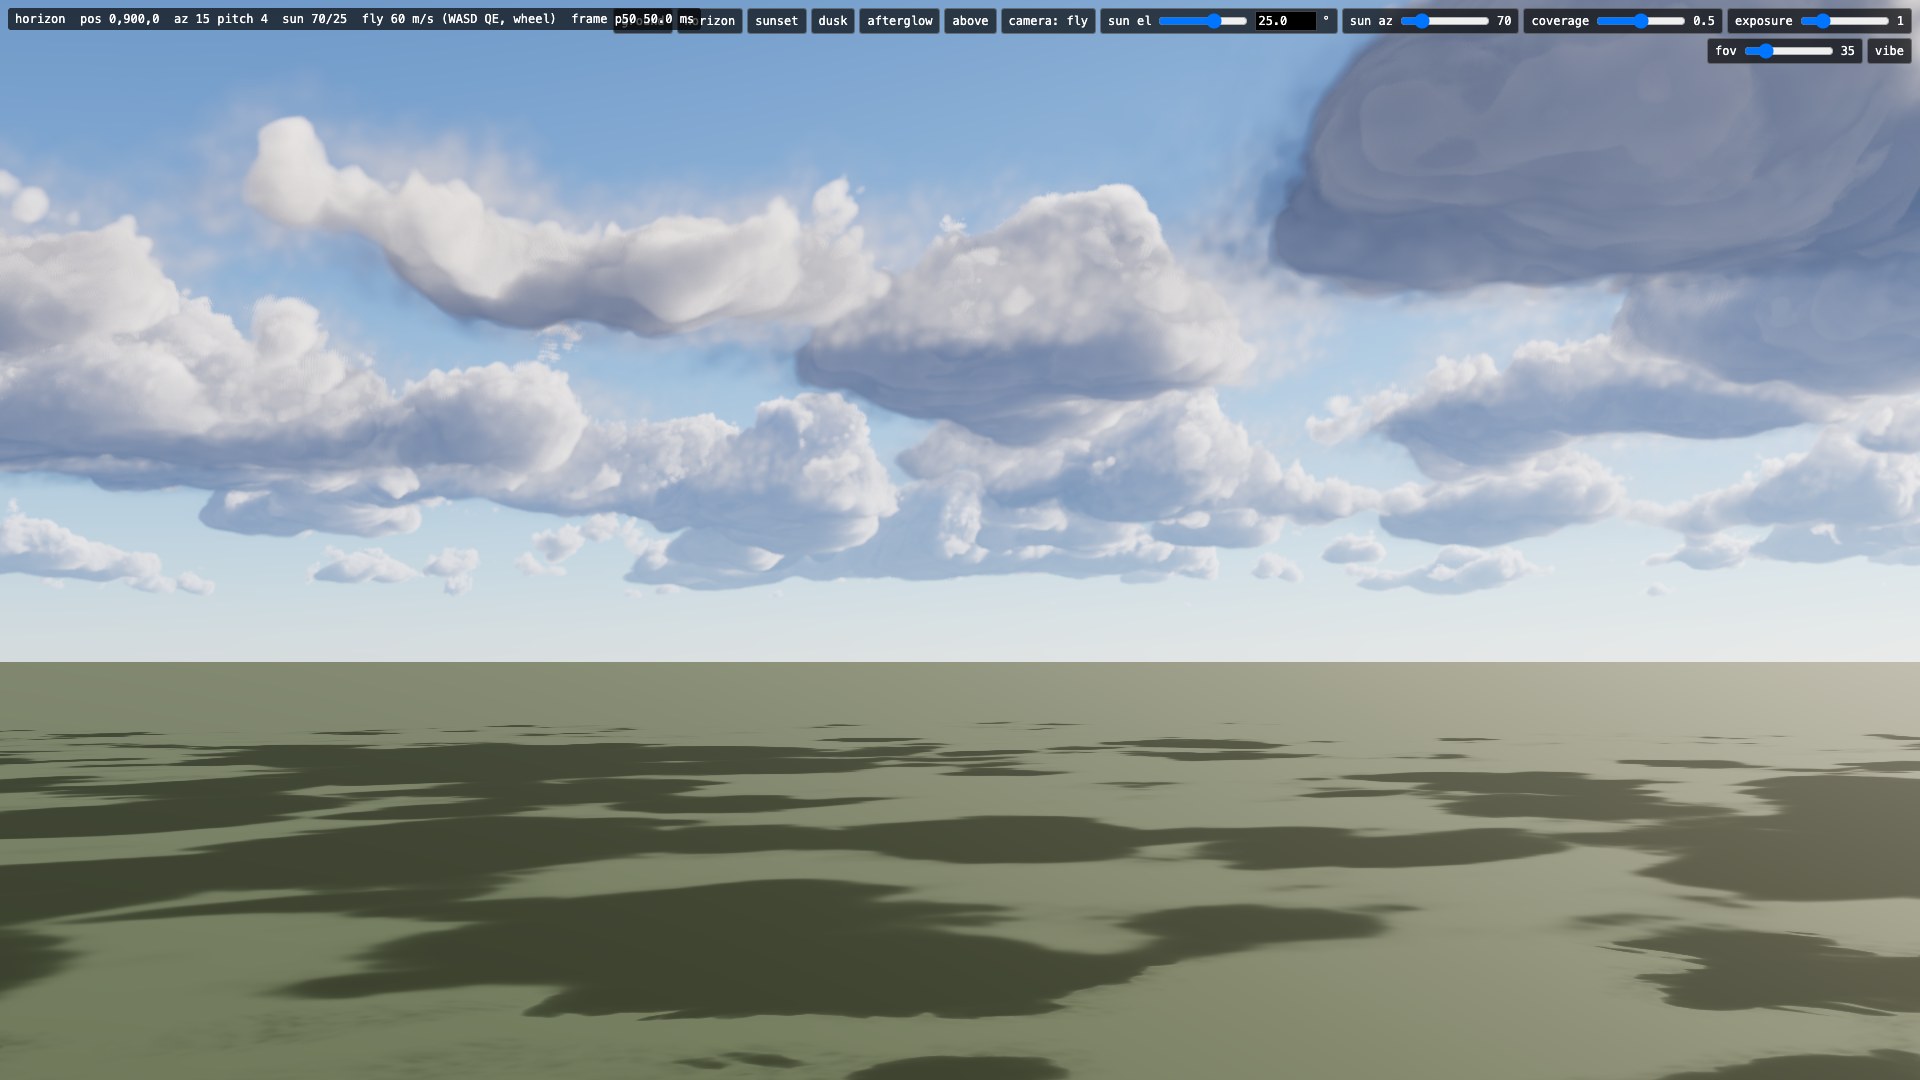 horizon pos 0,900,0 az 15 pitch 4 sun 70/25 fly 60 m/s (WASD QE, wheel) frame p50 50.0 ms
orizon sunset dusk afterglow above camera: fly sun el 25.0 ° sun az 70 coverage 0.5 exposure 1
fov 35 vibe